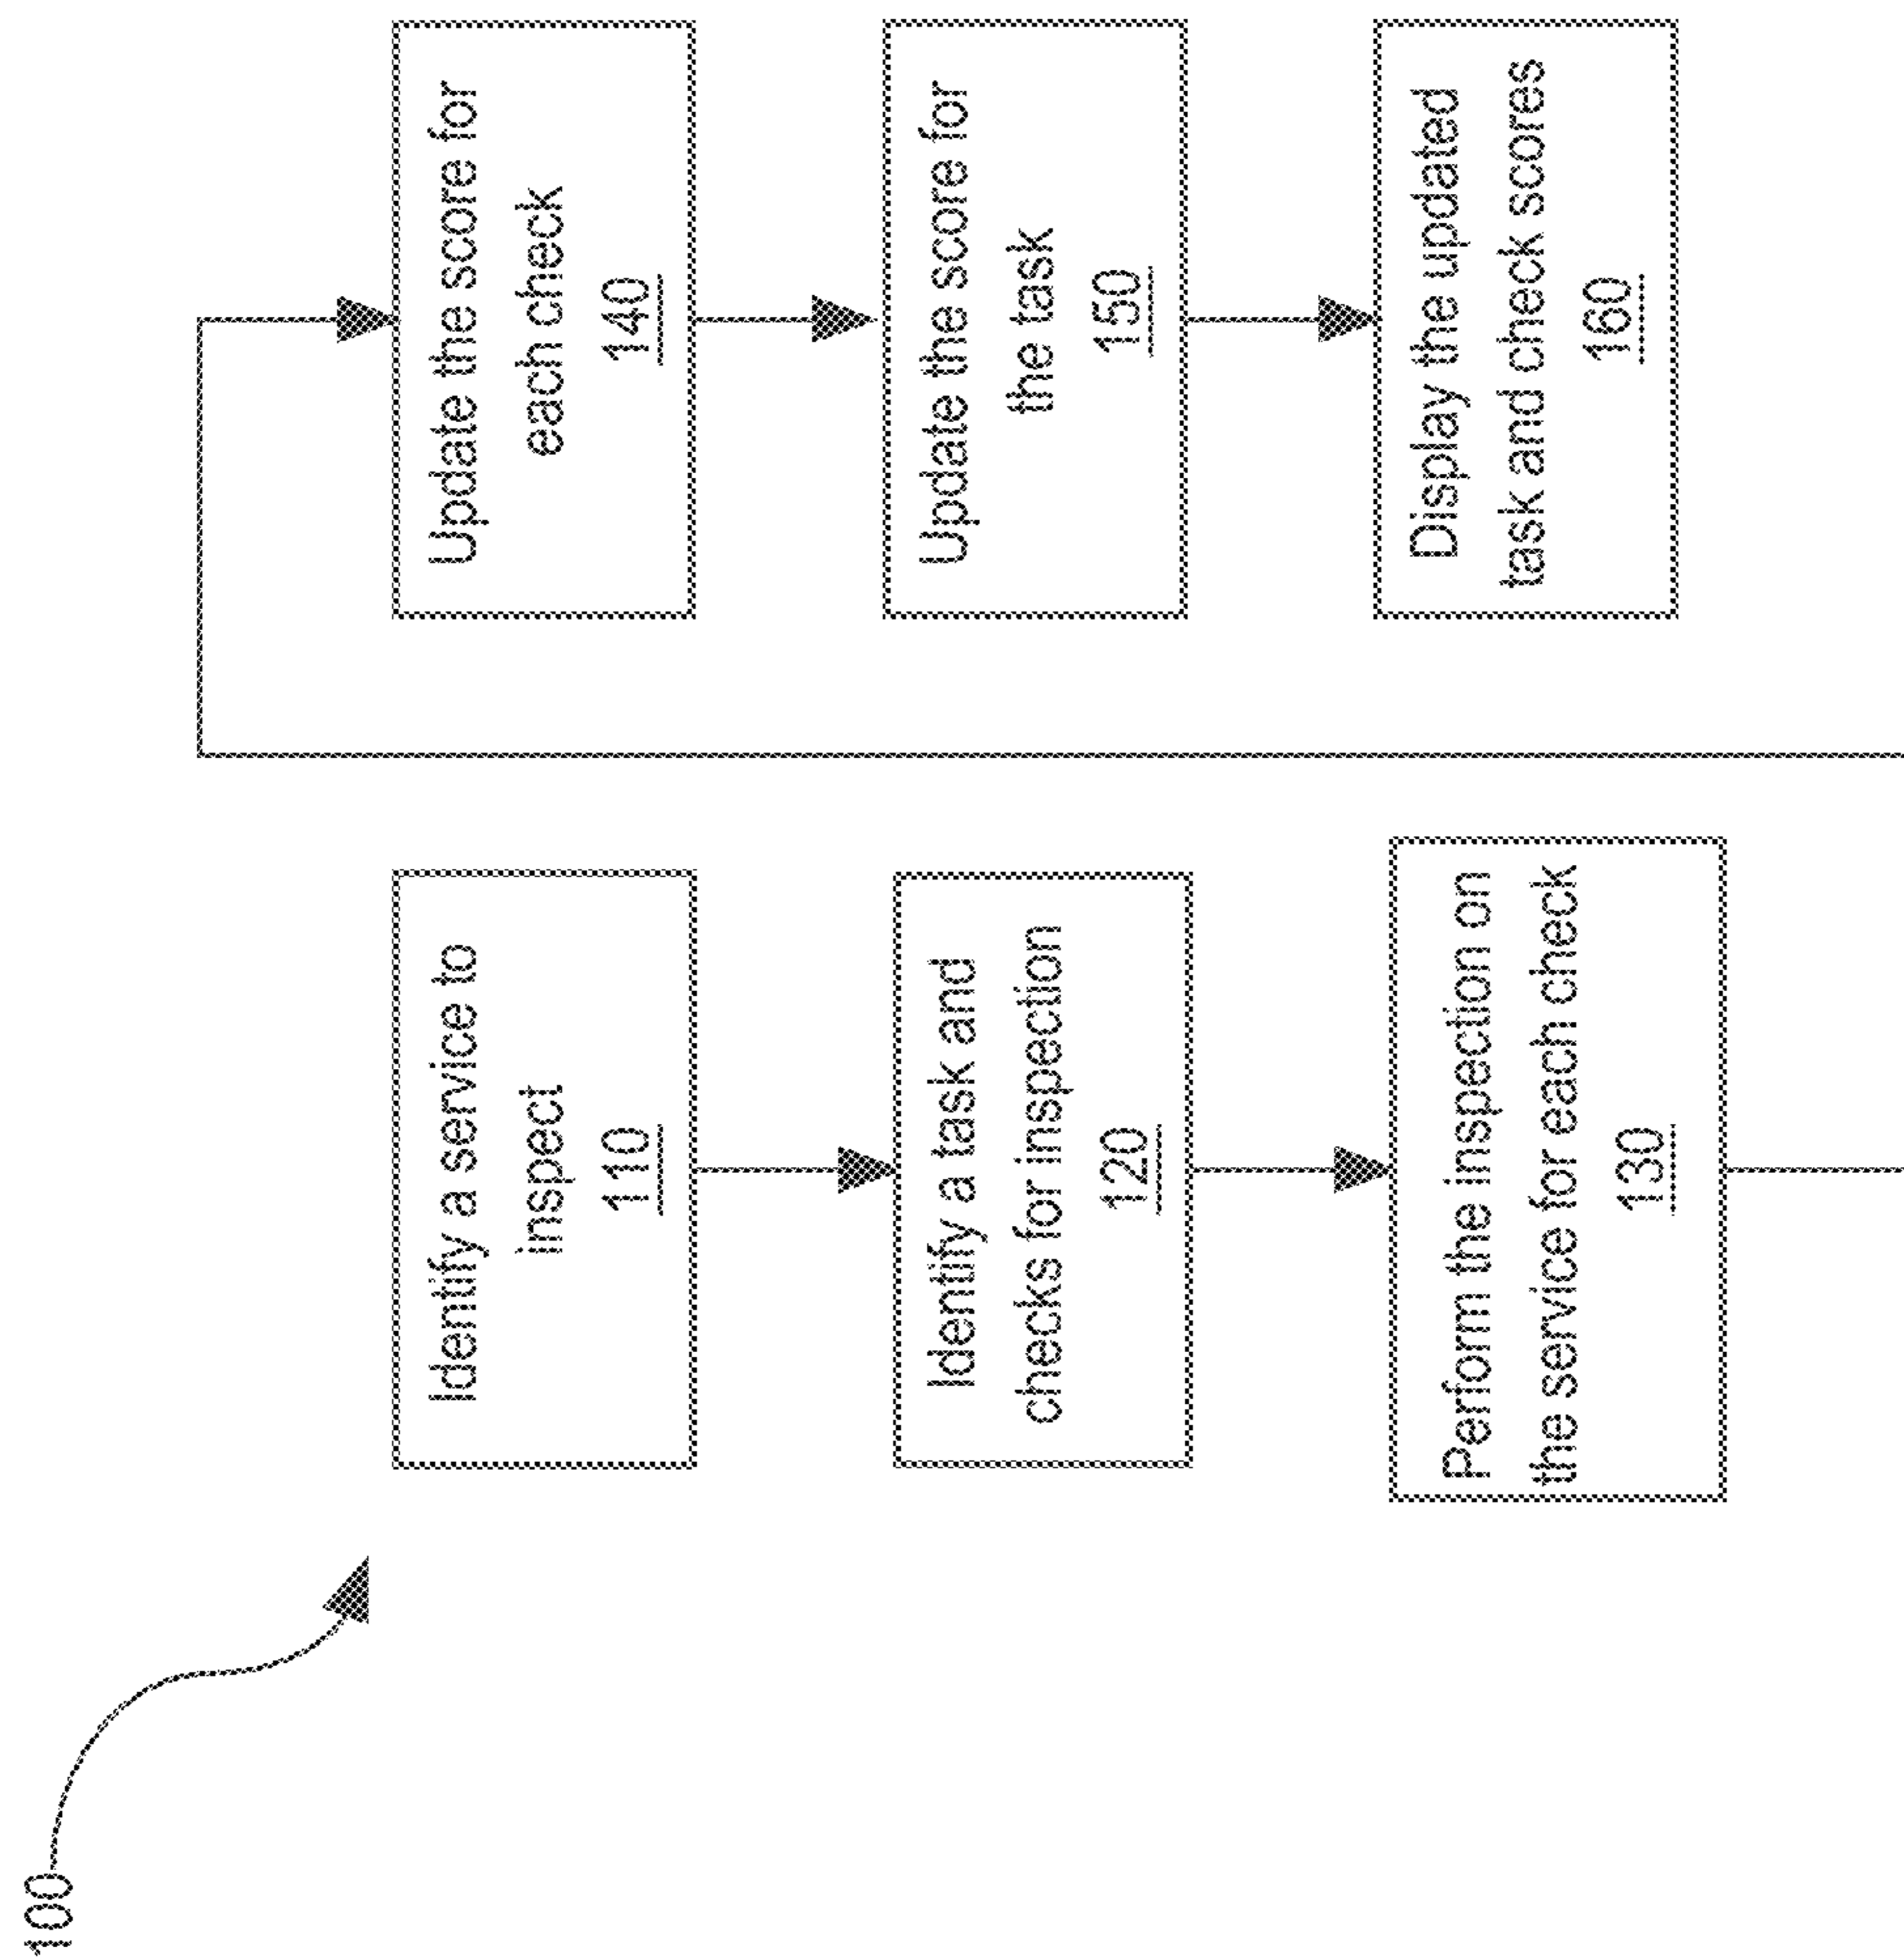 100
Identify a service to
inspect
110
Identify a task and
checks for inspection
120
Perform the inspection on
the service for each check
130
Update the score for
each check
140
Update the score for
the task
150
Display the updated
task and check scores
160